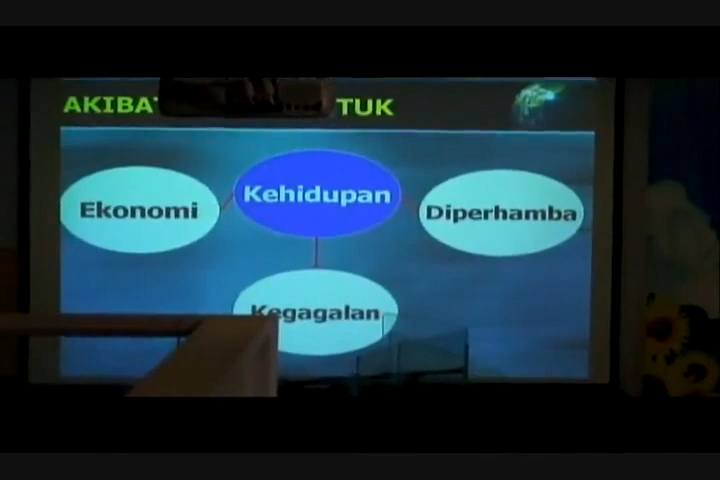 AKIBA TUK
Ekonomi
Kehidupan
Diperhamba
Kegagalan